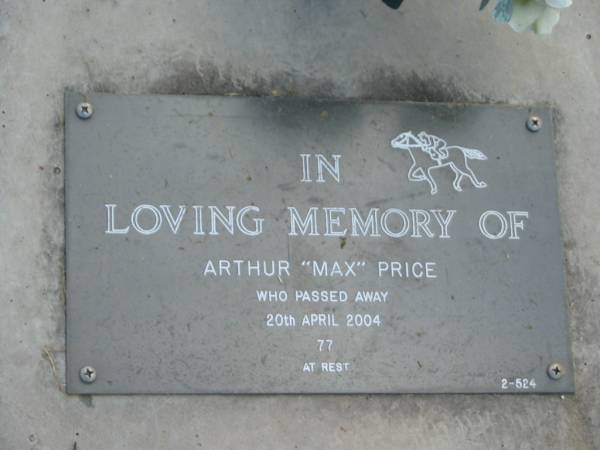 IN
LOVING MEMORY OF
ARTHUR "MAX" PRICE
WHO PASSED AWAY
20th APRIL 2004
77
AT REST
2-524